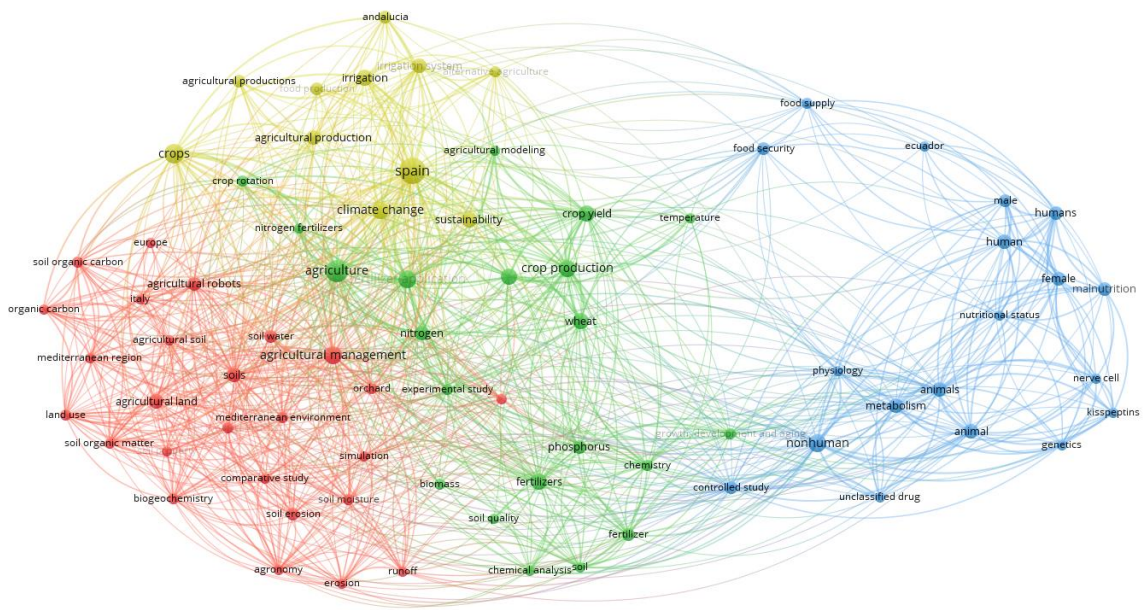 andalucia
irrigation system
alternative agriculture
agricultural productions
irrigation
food production
food supply
agricultural production
ecuador
food security
crops
agricultural modeling
spain
crop rotation
male
climate change
crop yield
humans
sustainability
temperature
nitrogen fertilizers
human
europe
soil organic carbon
agriculture
crop production
female
agricultural robots
malnutrition
italy
organic carbon
nutritional status
wheat
nitrogen
soil water
agricultural soil
mediterranean region
agricultural management
soils
physiology
nerve cell
orchard
experimental study
animals
agricultural land
metabolism
land use
mediterranean environment
kisspeptins
animal
growth, development and aging
soil organic matter
nonhuman
genetics
phosphorus
simulation
chemistry
comparative study
biomass
fertilizers
controlled study
biogeochemistry
soil moisture
unclassified drug
soil erosion
soil quality
fertilizer
agronomy
runoff
chemical analysis
soil
erosion